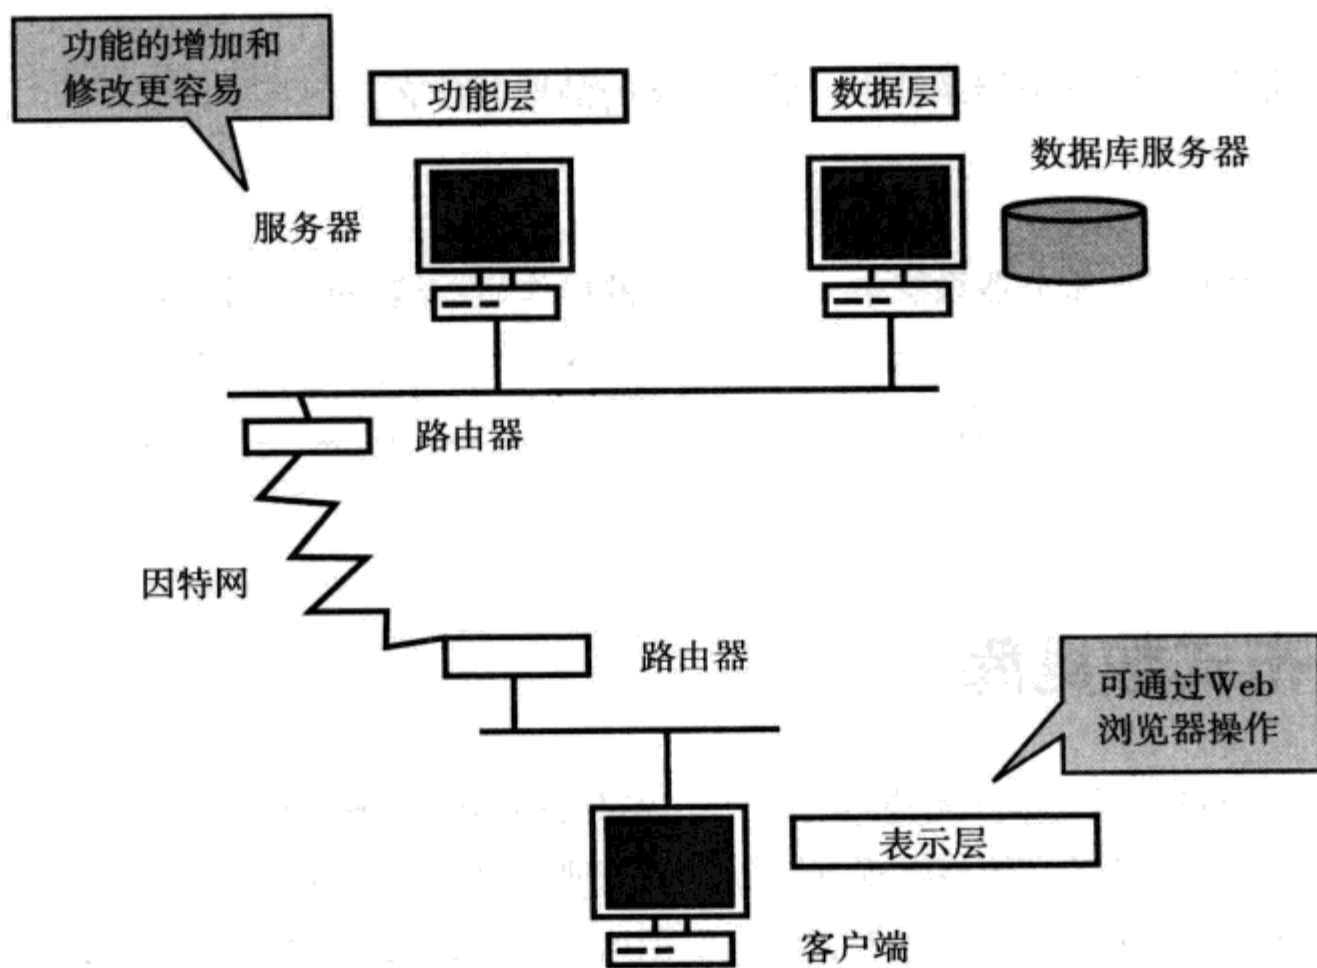 功能的增加和
修改更容易
功能层
数据层
数据库服务器
服务器
路由器
因特网
路由器
可通过Web
浏览器操作
表示层
客户端